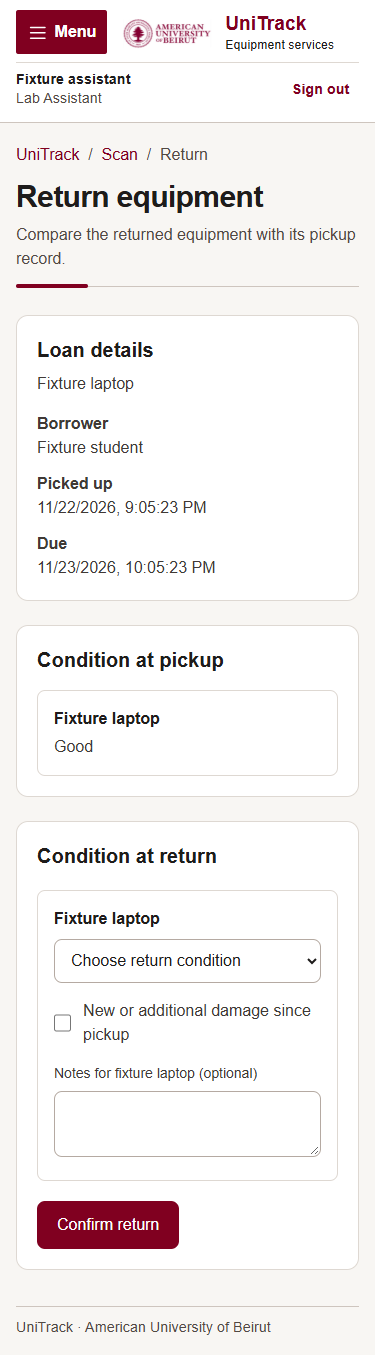 Menu
AMERICAN
UNIVERSITY
OF BEIRUT
UniTrack
Equipment services
Fixture assistant
Lab Assistant
Sign out
UniTrack / Scan / Return
Return equipment
Compare the returned equipment with its pickup
record.
Loan details
Fixture laptop
Borrower
Fixture student
Picked up
11/22/2026, 9:05:23 PM
Due
11/23/2026, 10:05:23 PM
Condition at pickup
Fixture laptop
Good
Condition at return
Fixture laptop
Choose return condition
New or additional damage since
pickup
Notes for fixture laptop (optional)
Confirm return
UniTrack · American University of Beirut